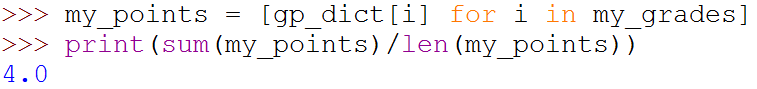 >>> my_points = [gp_dict[i] for i in my_grades]
>>> print(sum(my_points)/len(my_points))
4.0